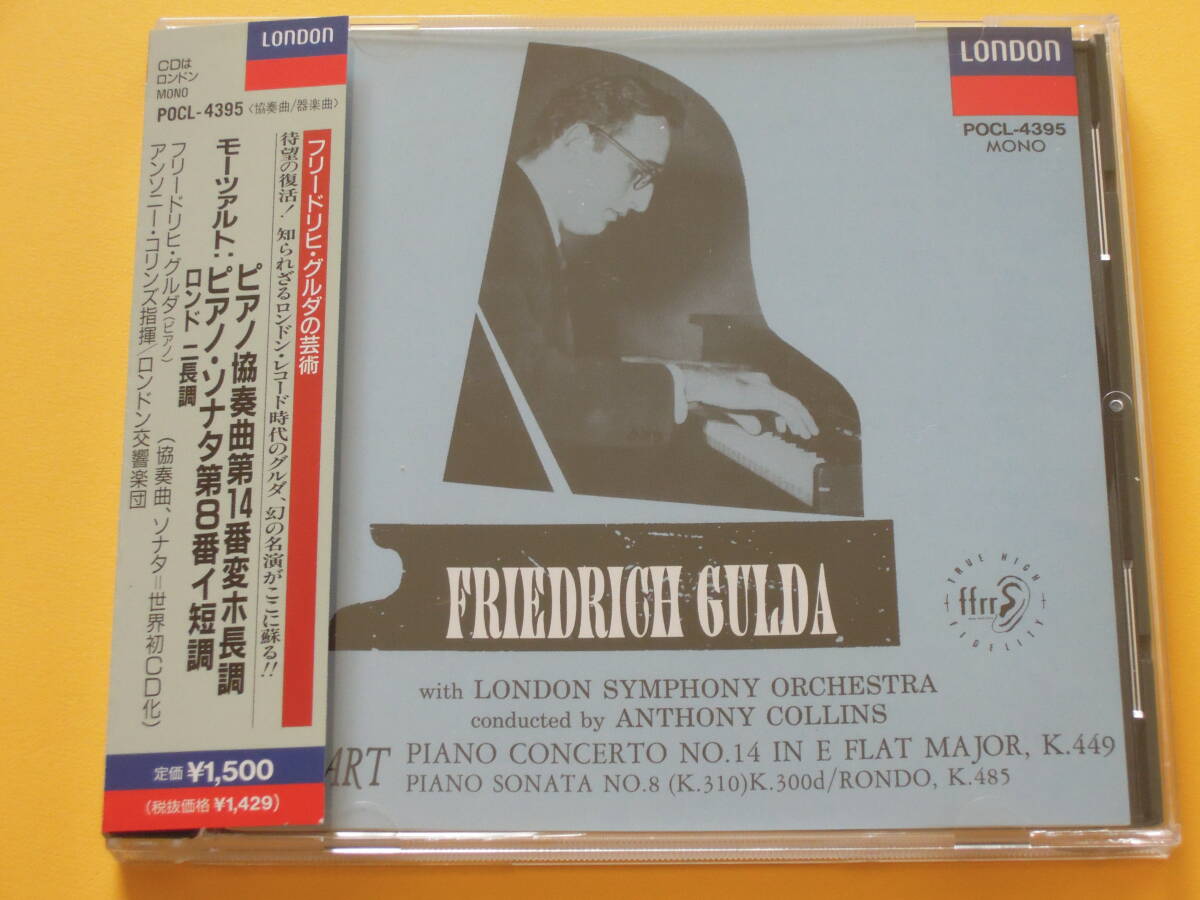 LONDON
CDは
ロンドン
MONO
POCL-4395〈協奏曲/器楽曲〉
フリードリヒ・グルダの芸術
待望の復活! 知られざるロンドン・レコード時代のグルダ、幻の名演がここに蘇る!!
モーツァルト:
ピアノ協奏曲第14番変ホ長調
ピアノ・ソナタ第8番イ短調
ロンド ニ長調
(協奏曲、ソナタ=世界初CD化)
フリードリヒ・グルダ(ピアノ)
アンソニー・コリンズ指揮/ロンドン交響楽団
定価 ¥1,500
(税抜価格 ¥1,429)
LONDON
POCL-4395
MONO
FRIEDRICH GULDA
TRUE HIGH
ffrr
FIDELITY
with LONDON SYMPHONY ORCHESTRA
conducted by ANTHONY COLLINS
ART PIANO CONCERTO NO.14 IN E FLAT MAJOR, K.449
PIANO SONATA NO.8 (K.310)K.300d/RONDO, K.485